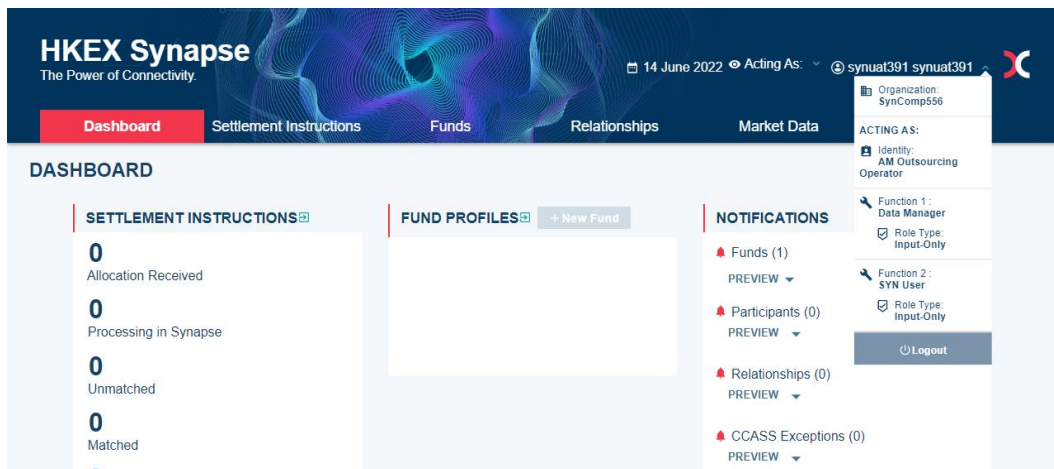 HKEX Synapse
The Power of Connectivity.
14 June 2022 Acting As: synuat391 synuat391
Dashboard Settlement Instructions Funds Relationships Market Data
Organization:
SynComp556
ACTING AS:
Identity:
AM Outsourcing
Operator
Function 1 :
Data Manager
Role Type:
Input-Only
Function 2 :
SYN User
Role Type:
Input-Only
Logout
DASHBOARD
SETTLEMENT INSTRUCTIONS
0
Allocation Received
0
Processing in Synapse
0
Unmatched
0
Matched
FUND PROFILES + New Fund
NOTIFICATIONS
Funds (1)
PREVIEW
Participants (0)
PREVIEW
Relationships (0)
PREVIEW
CCASS Exceptions (0)
PREVIEW